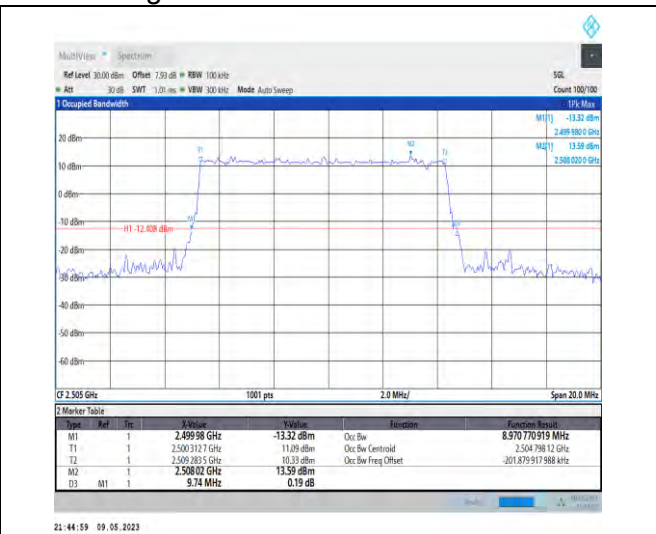 MultiView Spectrum
Ref Level 30.00 dBm Offset 7.93 dB RBW 100 kHz SGL
Att 30 dB SWT 1.01 ms VBW 300 kHz Mode Auto Sweep Count 100/100
1 Occupied Bandwidth 1Pk Max
M1[1] -13.32 dBm
2.499 980 0 GHz
M2[1] 13.59 dBm
2.508 020 0 GHz
20 dBm
T1 M2 T2
10 dBm
0 dBm
-10 dBm
H1 -12.408 dBm
-20 dBm
-30 dBm
-40 dBm
-50 dBm
-60 dBm
CF 2.505 GHz 1001 pts 2.0 MHz/ Span 20.0 MHz
2 Marker Table
Type Ref Trc X-Value Y-Value Function Function Result
M1 1 2.499 98 GHz -13.32 dBm Occ Bw 8.970 770 919 MHz
T1 1 2.500 312 7 GHz 11.09 dBm Occ Bw Centroid 2.504 798 12 GHz
T2 1 2.509 283 5 GHz 10.33 dBm Occ Bw Freq Offset -201.879 917 988 kHz
M2 1 2.508 02 GHz 13.59 dBm
D3 M1 1 9.74 MHz 0.19 dB
21:44:59 09.05.2023